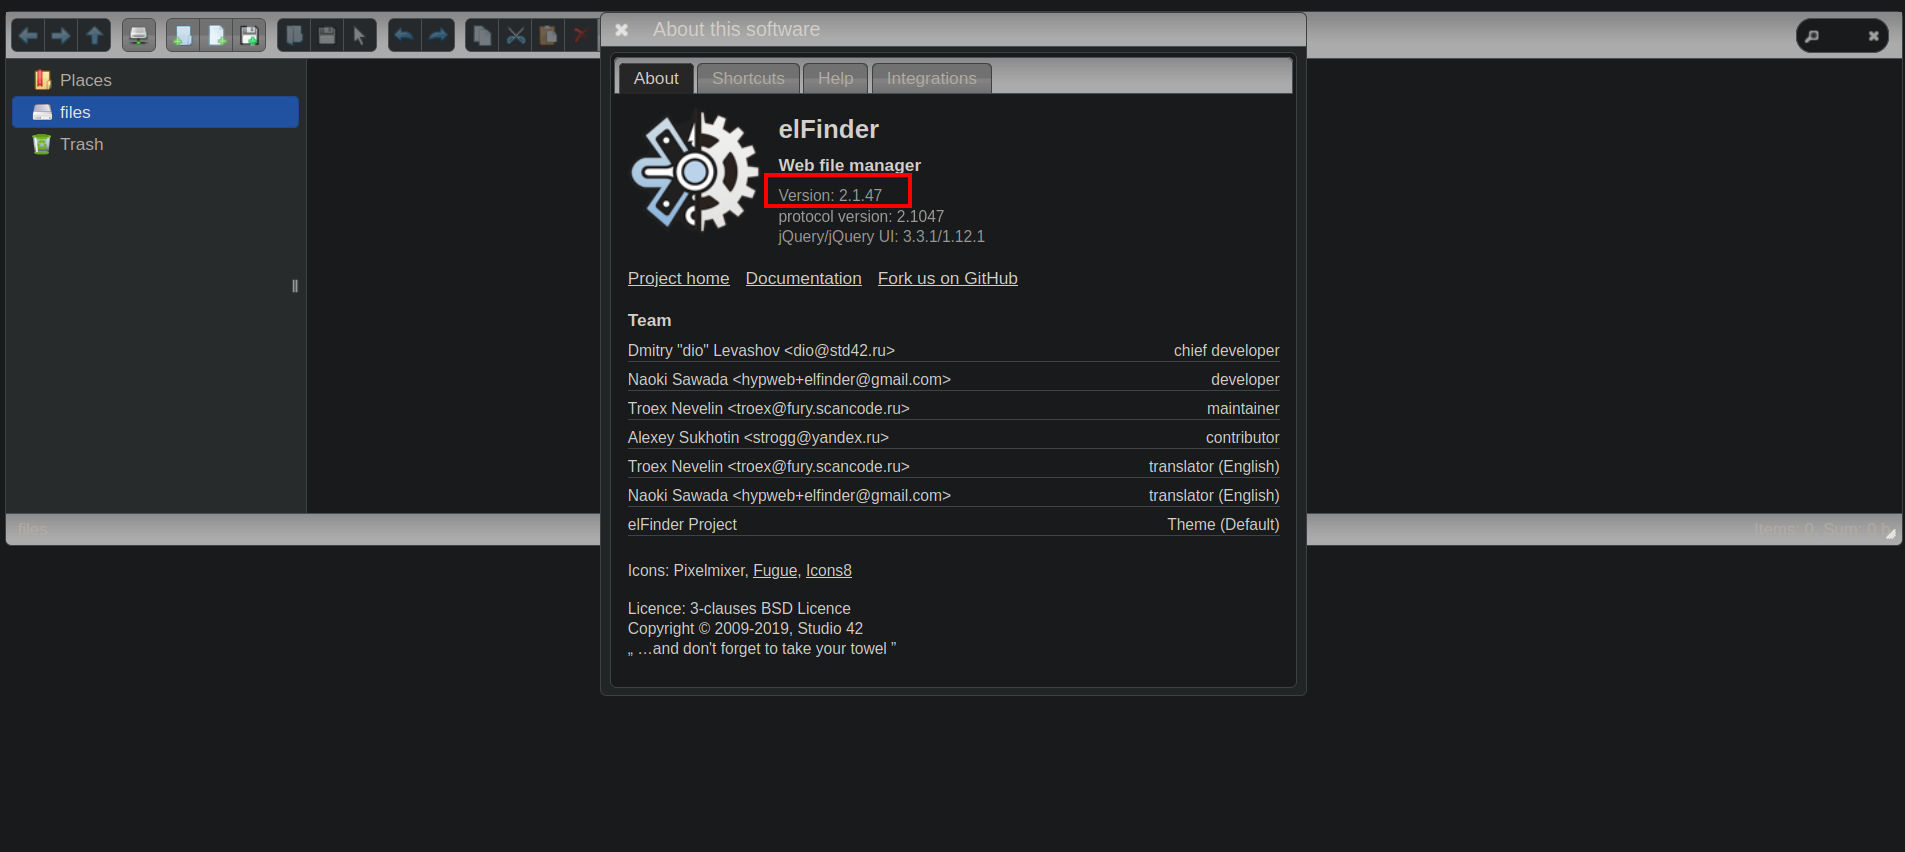 About this software
Places
files
Trash
About Shortcuts Help Integrations
elFinder
Web file manager
Version: 2.1.47
protocol version: 2.1047
jQuery/jQuery UI: 3.3.1/1.12.1
Project home Documentation Fork us on GitHub
Team
Dmitry "dio" Levashov <dio@std42.ru> chief developer
Naoki Sawada <hypweb+elfinder@gmail.com> developer
Troex Nevelin <troex@fury.scancode.ru> maintainer
Alexey Sukhotin <strogg@yandex.ru> contributor
Troex Nevelin <troex@fury.scancode.ru> translator (English)
Naoki Sawada <hypweb+elfinder@gmail.com> translator (English)
elFinder Project Theme (Default)
Icons: Pixelmixer, Fugue, Icons8
Licence: 3-clauses BSD Licence
Copyright © 2009-2019, Studio 42
„ …and don't forget to take your towel ”
files Items: 0, Sum: 0 b